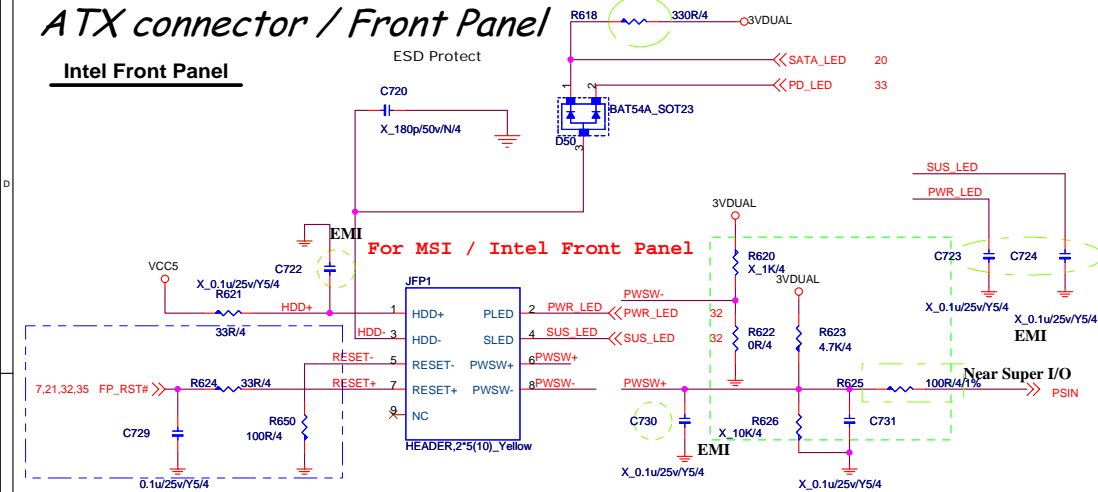 ATX connector / Front Panel
Intel Front Panel
ESD Protect
R618
330R/4
3VDUAL
SATA_LED 20
PD_LED 33
1
2
BAT54A_SOT23
D50
3
C720
X_180p/50v/N/4
D
SUS_LED
PWR_LED
C723
C724
X_0.1u/25v/Y5/4
X_0.1u/25v/Y5/4
EMI
EMI
For MSI / Intel Front Panel
VCC5
C722
X_0.1u/25v/Y5/4
R621
HDD+
33R/4
JFP1
1 HDD+ PLED 2 PWR_LED PWR_LED 32
HDD- 3 HDD- SLED 4 SUS_LED SUS_LED 32
RESET- 5 RESET- PWSW+ 6 PWSW+
RESET+ 7 RESET+ PWSW- 8 PWSW-
9 NC
HEADER,2*5(10)_Yellow
7,21,32,35 FP_RST#
R624
33R/4
C729
0.1u/25v/Y5/4
R650
100R/4
3VDUAL
R620
X_1K/4
PWSW-
R622
0R/4
3VDUAL
R623
4.7K/4
PWSW+
R625
100R/4/1%
Near Super I/O
PSIN
C730
EMI
X_0.1u/25v/Y5/4
R626
X_10K/4
C731
X_0.1u/25v/Y5/4